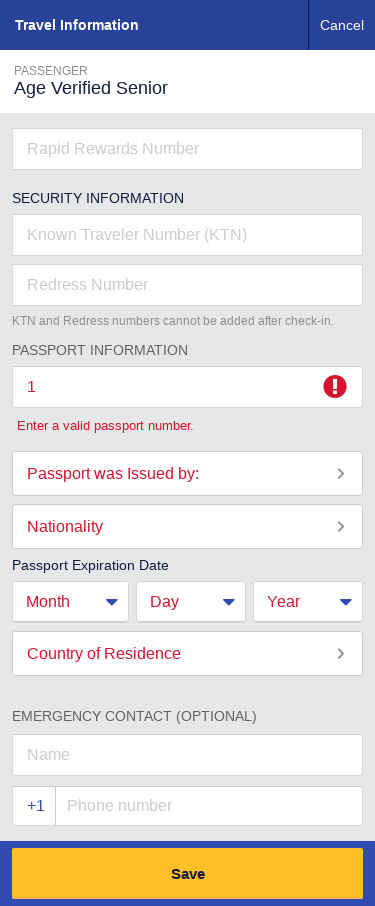 Travel Information
Cancel
PASSENGER
Age Verified Senior
Rapid Rewards Number
SECURITY INFORMATION
Known Traveler Number (KTN)
Redress Number
KTN and Redress numbers cannot be added after check-in.
PASSPORT INFORMATION
1
Enter a valid passport number.
Passport was Issued by:
Nationality
Passport Expiration Date
Month Day Year
Country of Residence
EMERGENCY CONTACT (OPTIONAL)
Name
+1 Phone number
Save